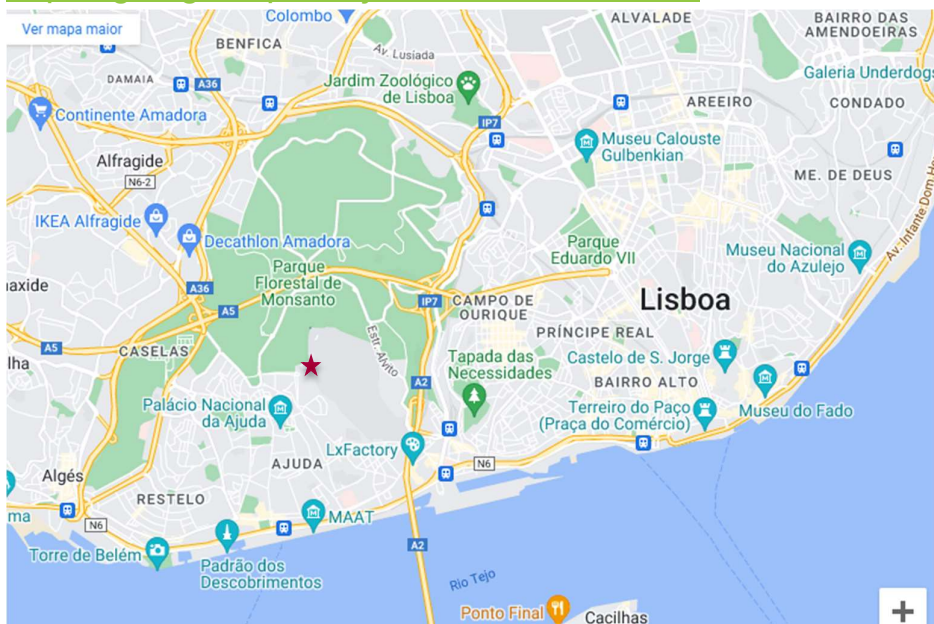 Ver mapa maior
Colombo
ALVALADE
BAIRRO DAS
AMENDOEIRAS
BENFICA
Av. Lusíada
DAMAIA
A36
Jardim Zoológico
de Lisboa
Galeria Underdogs
AREEIRO
CONDADO
Continente Amadora
IP7
Museu Calouste
Gulbenkian
Alfragide
N6-2
ME. DE DEUS
Av. Infante Dom
IKEA Alfragide
Decathlon Amadora
Parque
Eduardo VII
Museu Nacional
do Azulejo
Parque
Florestal de
Monsanto
axide
A36
A5
IP7
CAMPO DE
OURIQUE
Lisboa
PRÍNCIPE REAL
A5
CASELAS
Estr. Alvito
lha
Tapada das
Necessidades
Castelo de S. Jorge
A2
BAIRRO ALTO
Palácio Nacional
da Ajuda
Terreiro do Paço
(Praça do Comércio)
Museu do Fado
LxFactory
AJUDA
N6
Algés
RESTELO
MAAT
ma
N6
Torre de Belém
Padrão dos
Descobrimentos
A2
Rio Tejo
Ponto Final
Cacilhas
+